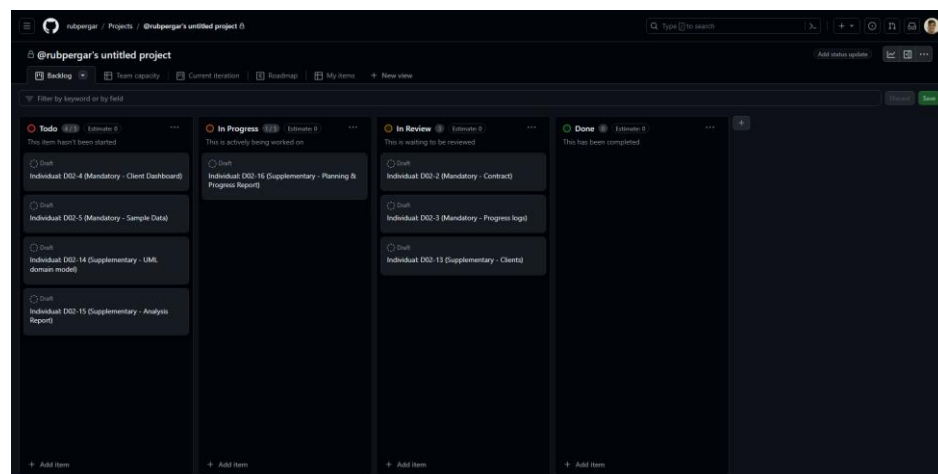 rubpergar / Projects / @rubpergar's untitled project
Type / to search
@rubpergar's untitled project
Add status update
Backlog
Team capacity
Current iteration
Roadmap
My items
+ New view
Filter by keyword or by field
Discard
Save
Todo 4 / 5 Estimate: 0
This item hasn't been started
Draft
Individual: D02-4 (Mandatory - Client Dashboard)
Draft
Individual: D02-5 (Mandatory - Sample Data)
Draft
Individual: D02-14 (Supplementary - UML
domain model)
Draft
Individual: D02-15 (Supplementary - Analysis
Report)
+ Add item
In Progress Estimate: 0
This is actively being worked on
Draft
Individual: D02-16 (Supplementary - Planning &
Progress Report)
+ Add item
In Review 3 Estimate: 0
This is waiting to be reviewed
Draft
Individual: D02-2 (Mandatory - Contract)
Draft
Individual: D02-3 (Mandatory - Progress logs)
Draft
Individual: D02-13 (Supplementary - Clients)
+ Add item
Done 0 Estimate: 0
This has been completed
+ Add item